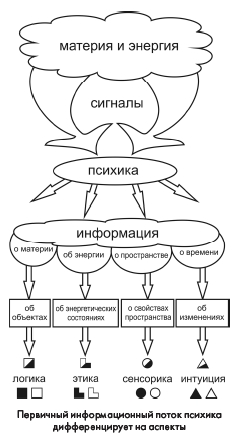 материя и энергия
сигналы
психика
информация
о материи
об энергии
о пространстве
о времени
об
объектах
об энергетических
состояниях
о свойствах
пространства
об
изменениях
логика
этика
сенсорика
интуиция
Первичный информационный поток психика
дифференцирует на аспекты